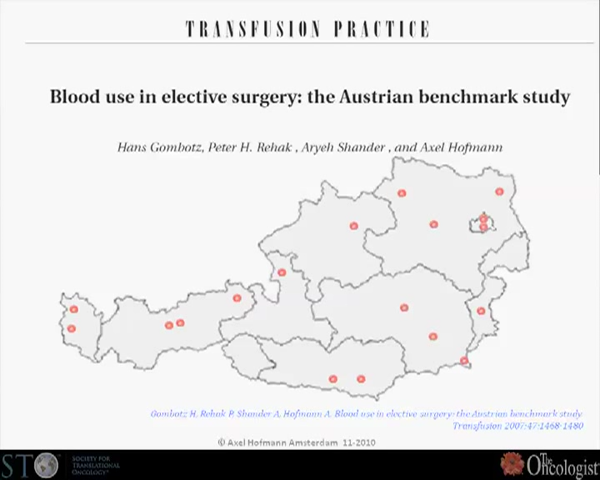 TRANSFUSION PRACTICE
Blood use in elective surgery: the Austrian benchmark study
Hans Gombotz, Peter H. Rehak , Aryeh Shander , and Axel Hofmann
Gombotz H, Rehak P, Shander A, Hofmann A. Blood use in elective surgery: the Austrian benchmark study
Transfusion 2007;47:1468-1480
© Axel Hofmann Amsterdam 11-2010
STO
SOCIETY FOR
TRANSLATIONAL
ONCOLOGY
The
Oncologist